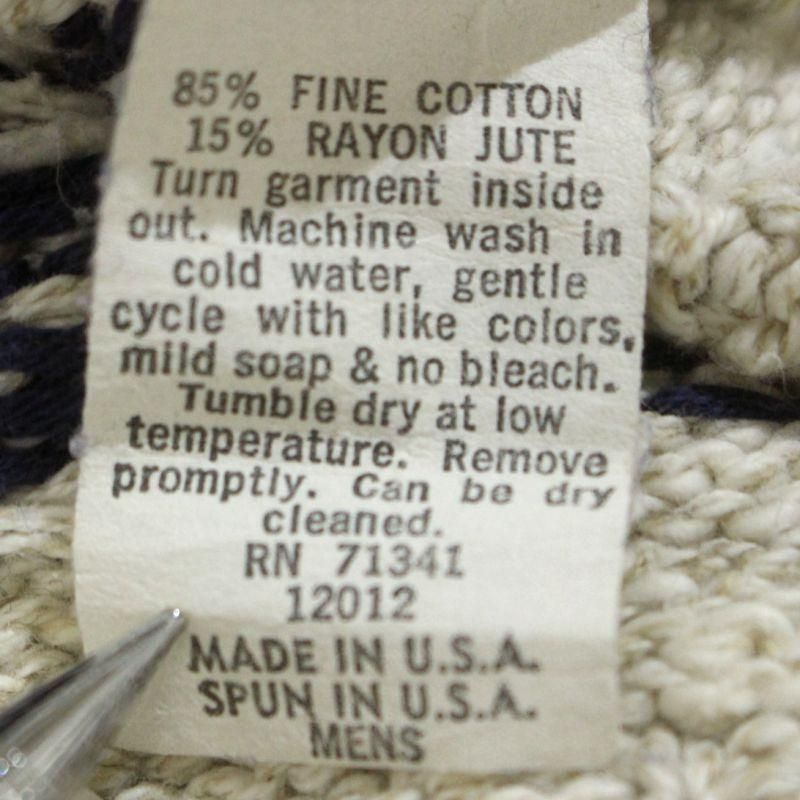 85% FINE COTTON
15% RAYON JUTE
Turn garment inside
out. Machine wash in
cold water, gentle
cycle with like colors,
mild soap & no bleach.
Tumble dry at low
temperature. Remove
promptly. Can be dry
cleaned.
RN 71341
12012
MADE IN U.S.A.
SPUN IN U.S.A.
MENS